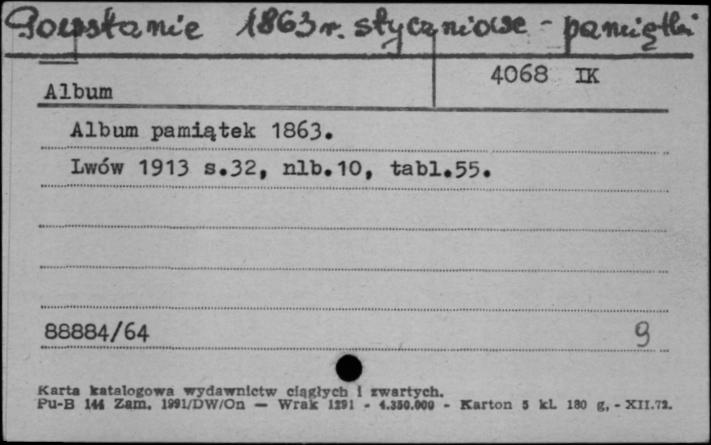 Powstanie 1863 r. styczniowe - pamiątki
4068 IK
Album
Album pamiątek 1863.
Lwów 1913 s.32, nlb.10, tabl.55.
88884/64 9
Karta katalogowa wydawnictw ciągłych i zwartych.
Pu-B 144 Zam. 1991/DW/On — Wrak 1291 - 4.350.000 - Karton 5 kl. 180 g, - XII.72.